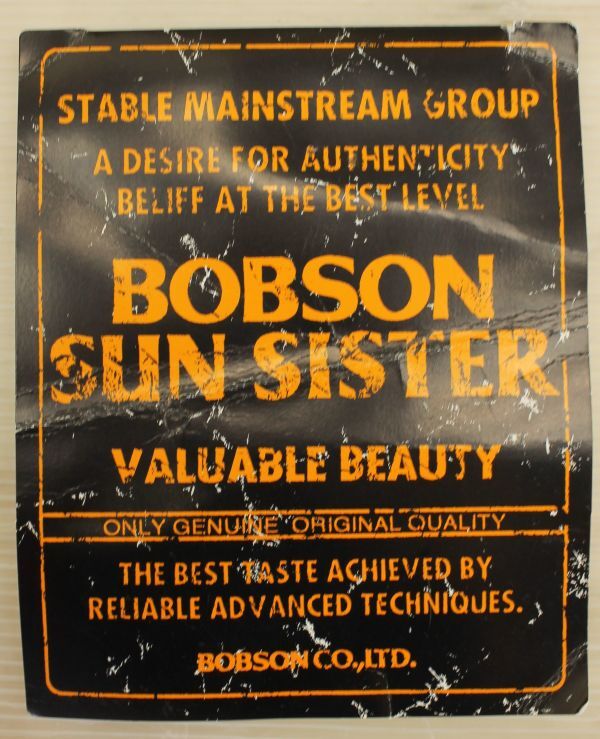 STABLE MAINSTREAM GROUP
A DESIRE FOR AUTHENTICITY
BELIFF AT THE BEST LEVEL
BOBSON
SUN SISTER
VALUABLE BEAUTY
ONLY GENUINE ORIGINAL QUALITY
THE BEST TASTE ACHIEVED BY
RELIABLE ADVANCED TECHNIQUES.
BOBSON CO.,LTD.